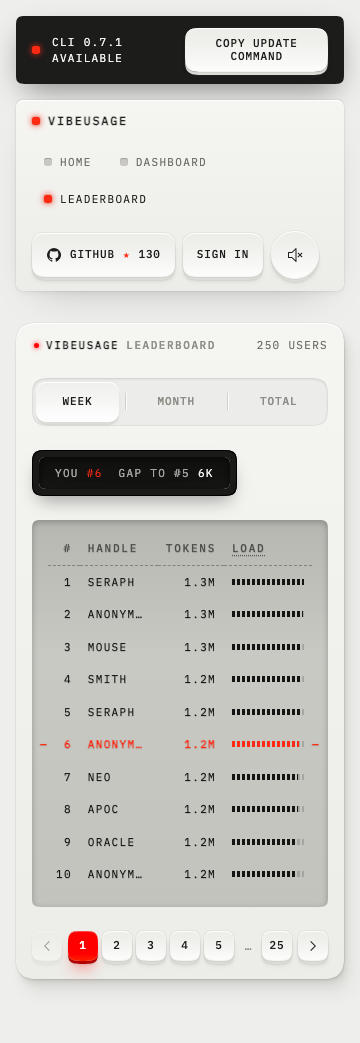 CLI 0.7.1
AVAILABLE
COPY UPDATE
COMMAND
VIBEUSAGE
HOME DASHBOARD
LEADERBOARD
GITHUB ★ 130 SIGN IN
VIBEUSAGE LEADERBOARD 250 USERS
WEEK MONTH TOTAL
YOU #6 GAP TO #5 6K
# HANDLE TOKENS LOAD
1 SERAPH 1.3M
2 ANONYM… 1.3M
3 MOUSE 1.3M
4 SMITH 1.2M
5 SERAPH 1.2M
6 ANONYM… 1.2M
7 NEO 1.2M
8 APOC 1.2M
9 ORACLE 1.2M
10 ANONYM… 1.2M
1 2 3 4 5 … 25